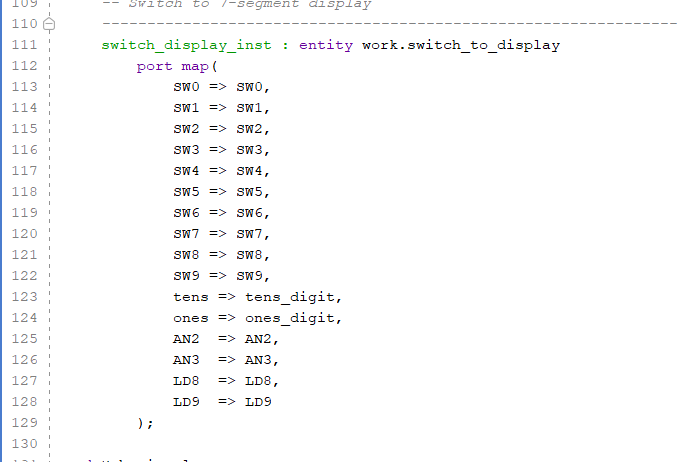 109 -- Switch to 7-segment display
110 ----------------------------------------------------------------
111 switch_display_inst : entity work.switch_to_display
112 port map(
113 SW0 => SW0,
114 SW1 => SW1,
115 SW2 => SW2,
116 SW3 => SW3,
117 SW4 => SW4,
118 SW5 => SW5,
119 SW6 => SW6,
120 SW7 => SW7,
121 SW8 => SW8,
122 SW9 => SW9,
123 tens => tens_digit,
124 ones => ones_digit,
125 AN2  => AN2,
126 AN3  => AN3,
127 LD8  => LD8,
128 LD9  => LD9
129 );
130